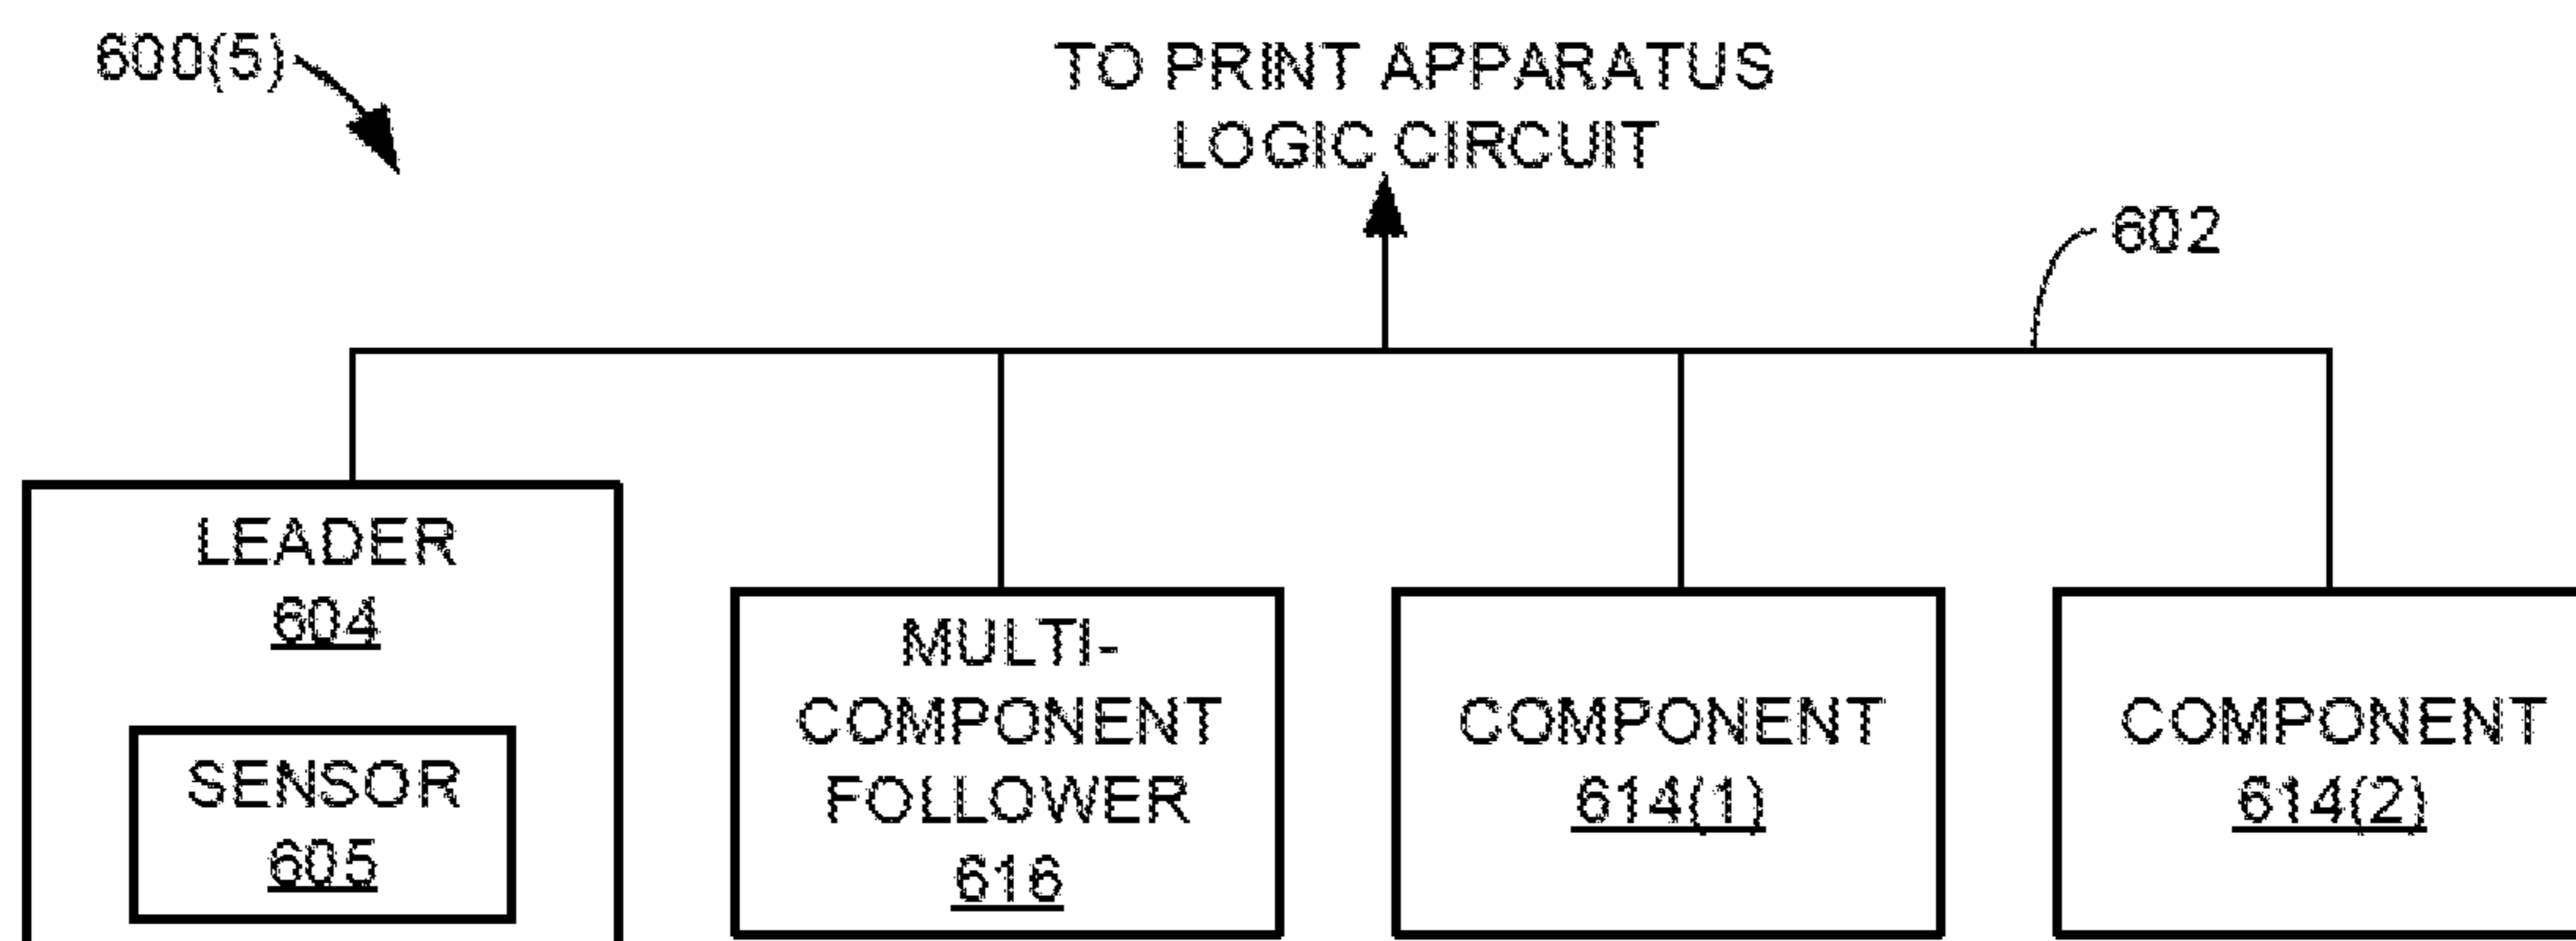 600(5)
TO PRINT APPARATUS
LOGIC CIRCUIT
602
LEADER
604
SENSOR
605
MULTI-
COMPONENT
FOLLOWER
616
COMPONENT
614(1)
COMPONENT
614(2)